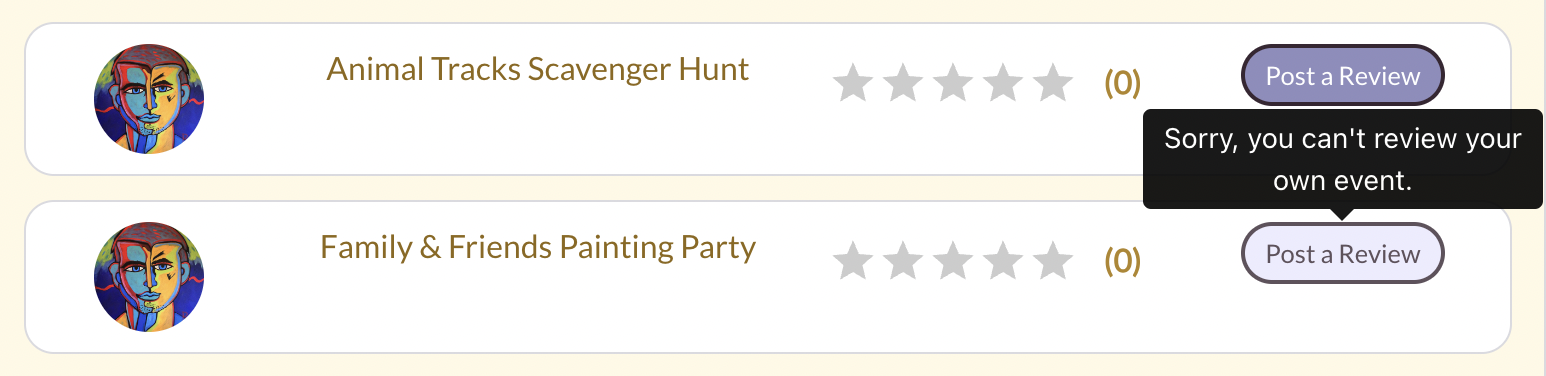 Animal Tracks Scavenger Hunt
(0)
Post a Review
Sorry, you can't review your
own event.
Family & Friends Painting Party
(0)
Post a Review